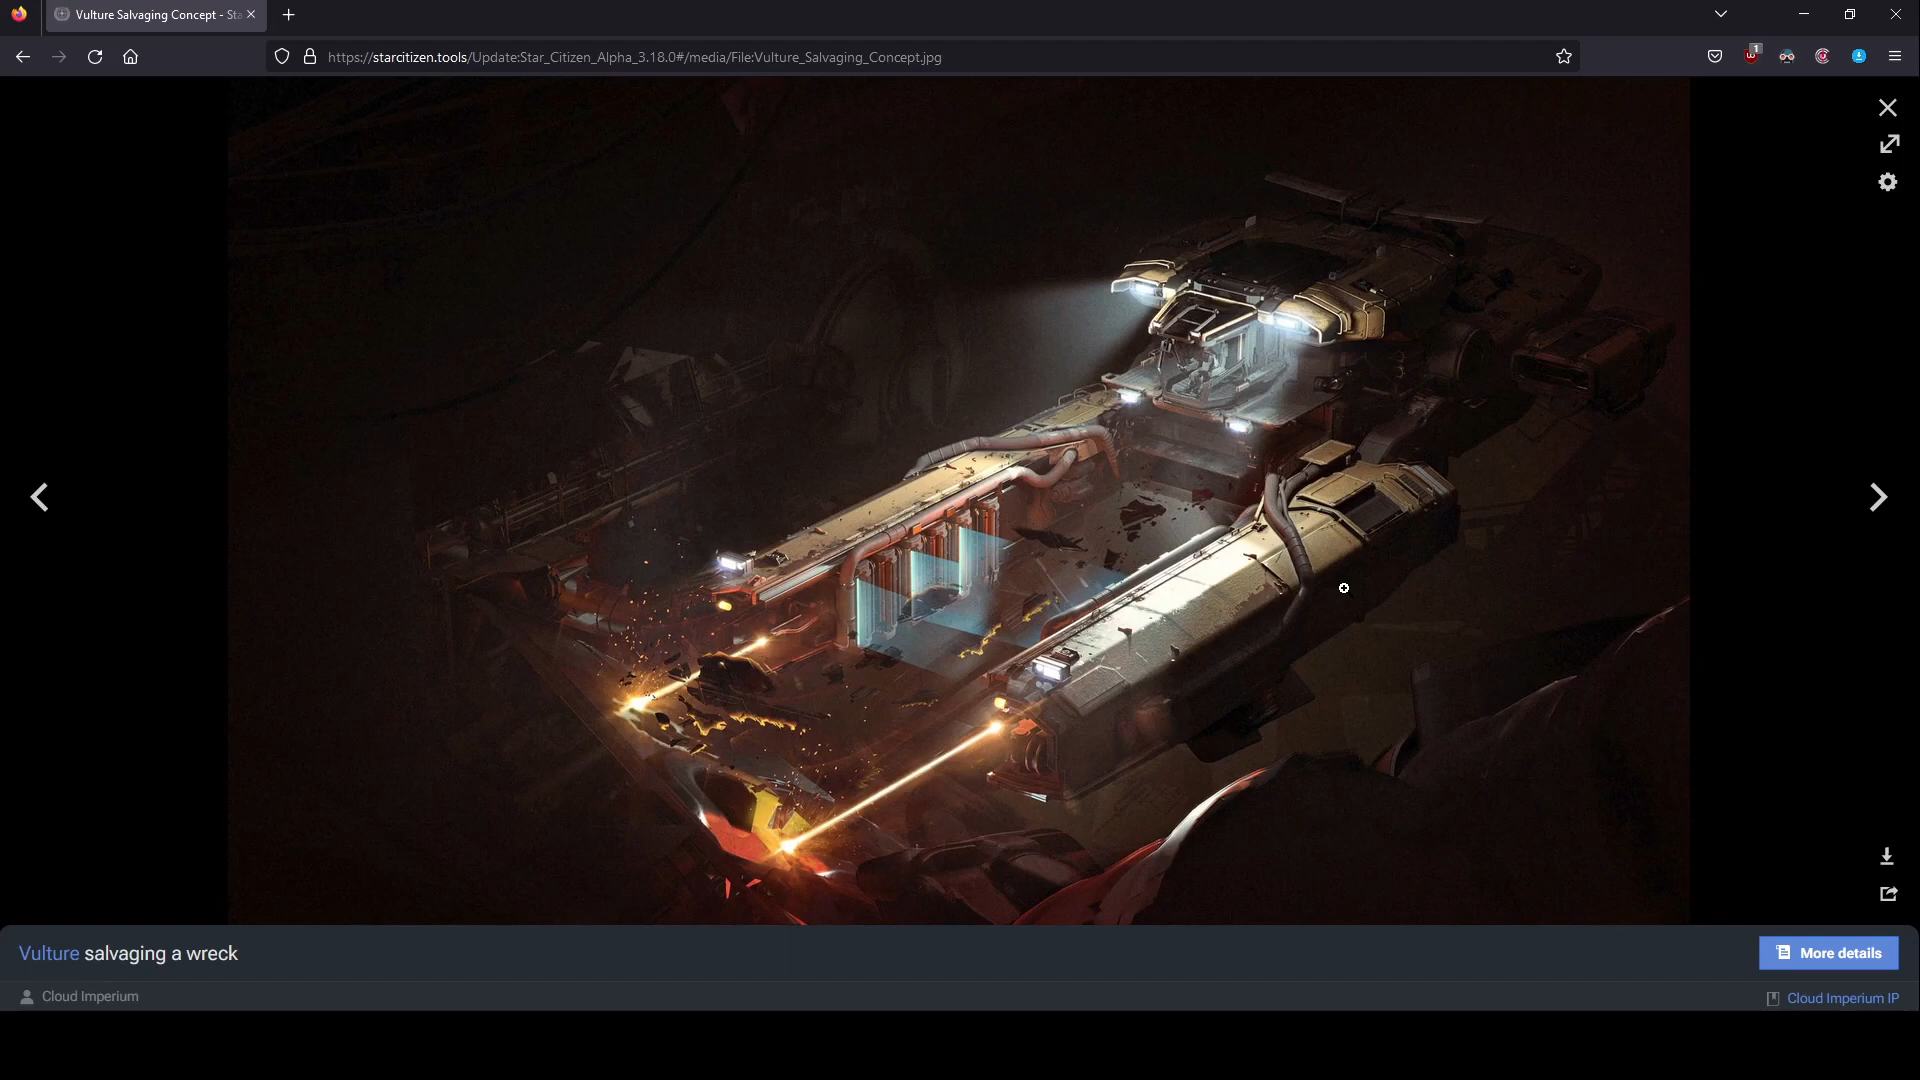 Vulture Salvaging Concept - Sta
https://starcitizen.tools/Update:Star_Citizen_Alpha_3.18.0#/media/File:Vulture_Salvaging_Concept.jpg
1
Vulture salvaging a wreck
More details
Cloud Imperium
Cloud Imperium IP